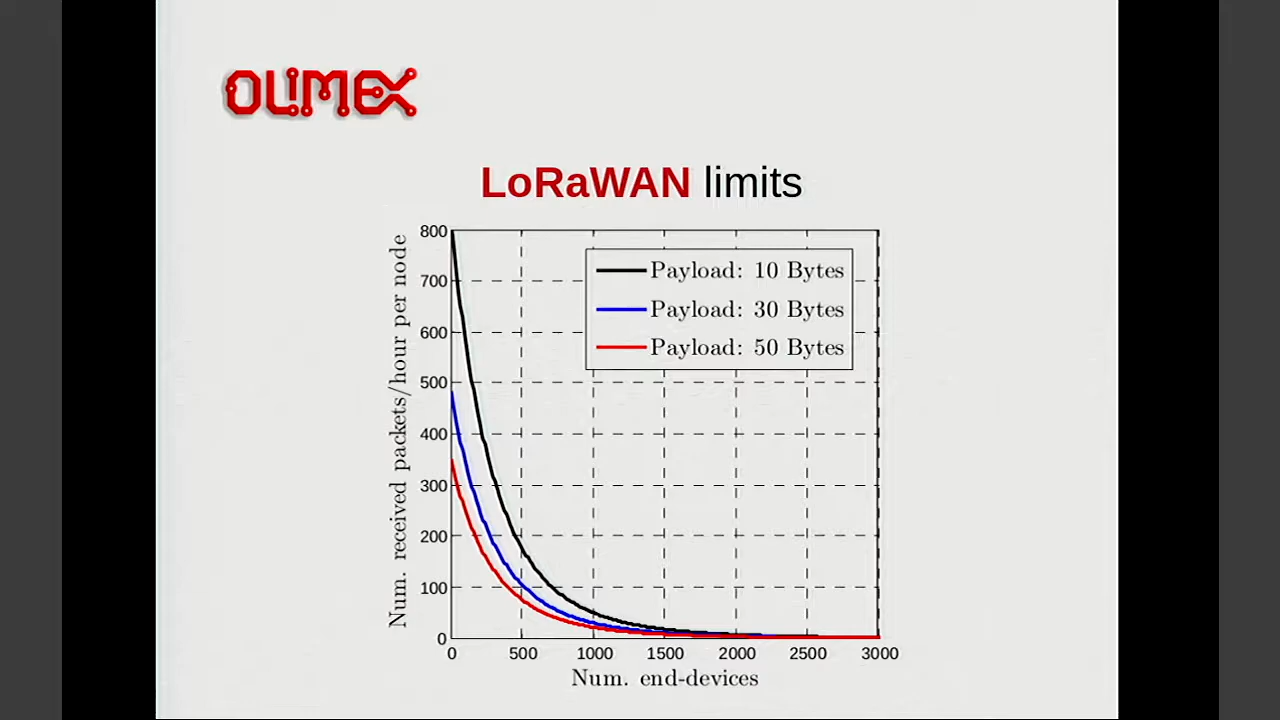 OLIMEX
LoRaWAN limits
Num. received packets/hour per node
800
700
600
500
400
300
200
100
0
Payload: 10 Bytes
Payload: 30 Bytes
Payload: 50 Bytes
0 500 1000 1500 2000 2500 3000
Num. end-devices